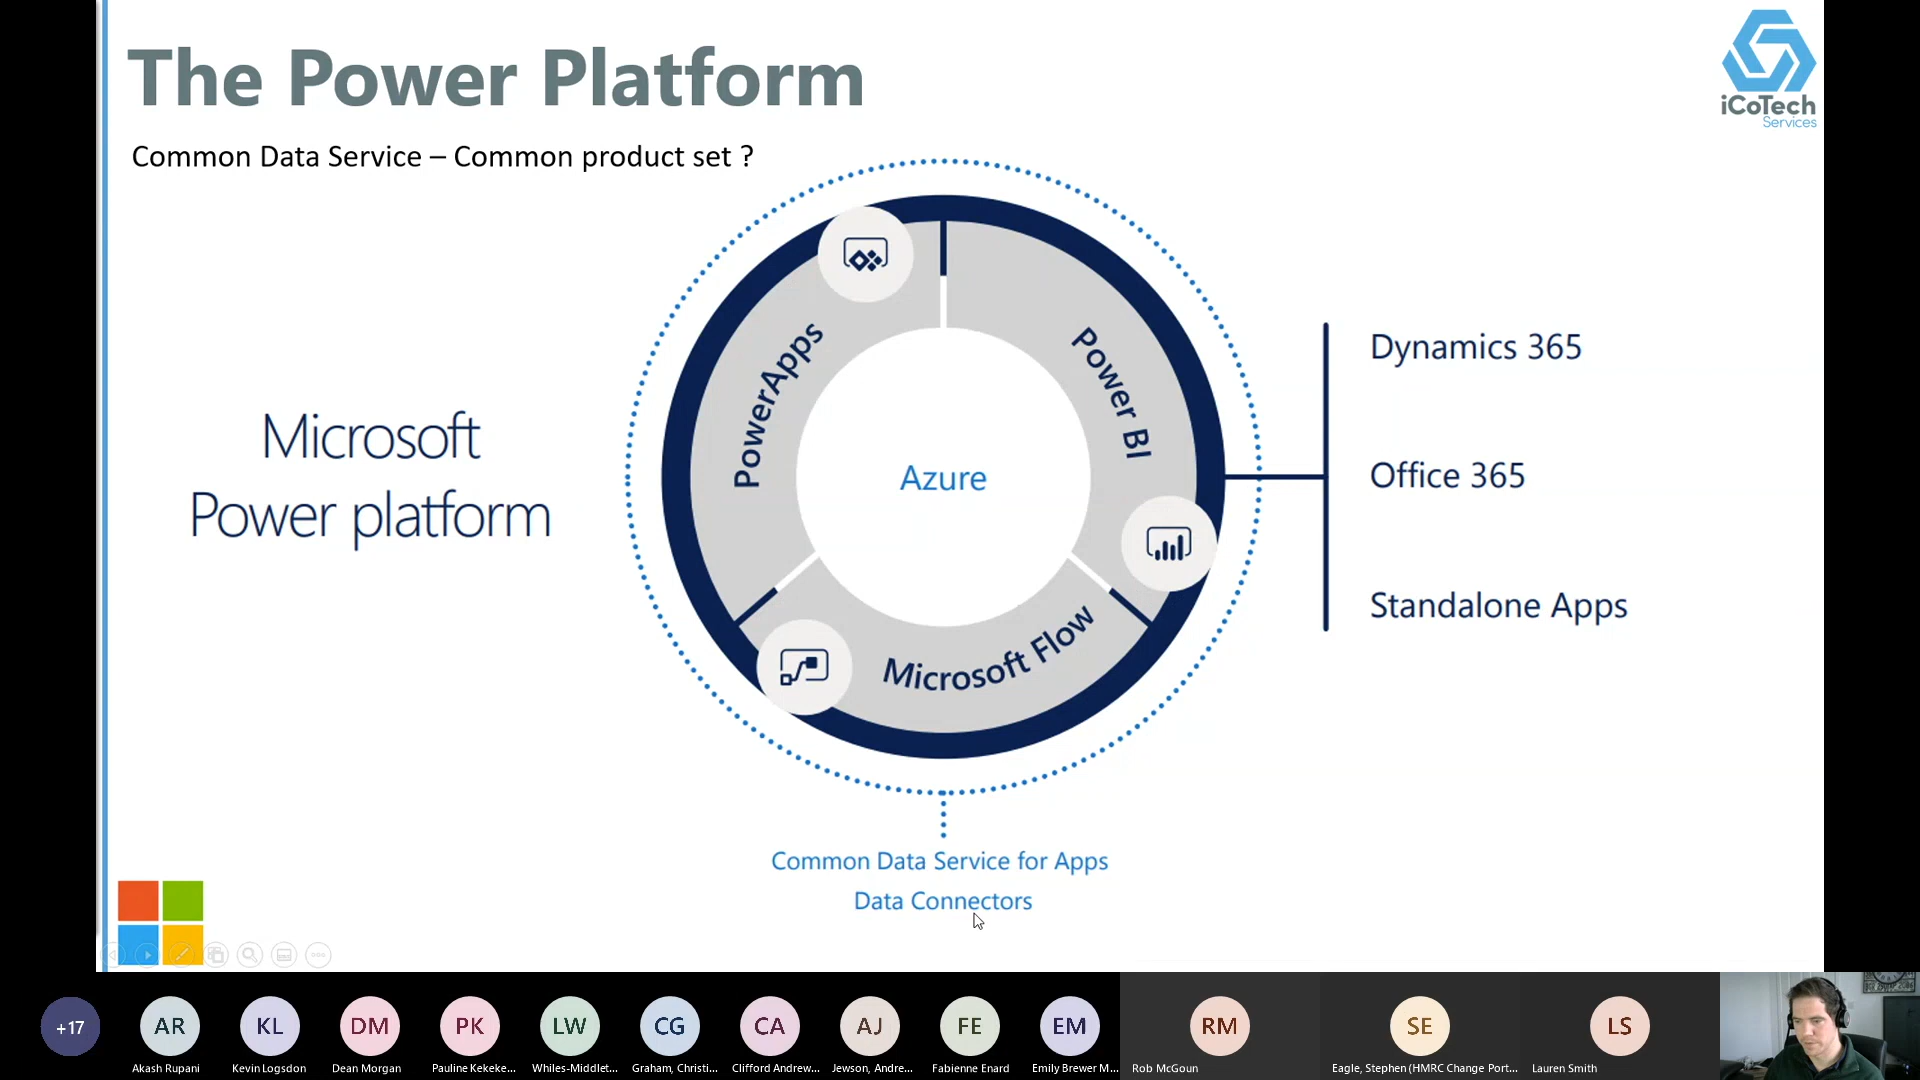 The Power Platform
iCoTech
Services
Common Data Service – Common product set ?
Microsoft
Power platform
PowerApps
Power BI
Azure
Microsoft Flow
Dynamics 365
Office 365
Standalone Apps
Common Data Service for Apps
Data Connectors
+17
AR
KL
DM
PK
LW
CG
CA
AJ
FE
EM
RM
SE
LS
Akash Rupani
Kevin Logsdon
Dean Morgan
Pauline Kekeke...
Whiles-Middlet...
Graham, Christi...
Clifford Andrew...
Jewson, Andre...
Fabienne Enard
Emily Brewer M...
Rob McGoun
Eagle, Stephen (HMRC Change Port...
Lauren Smith